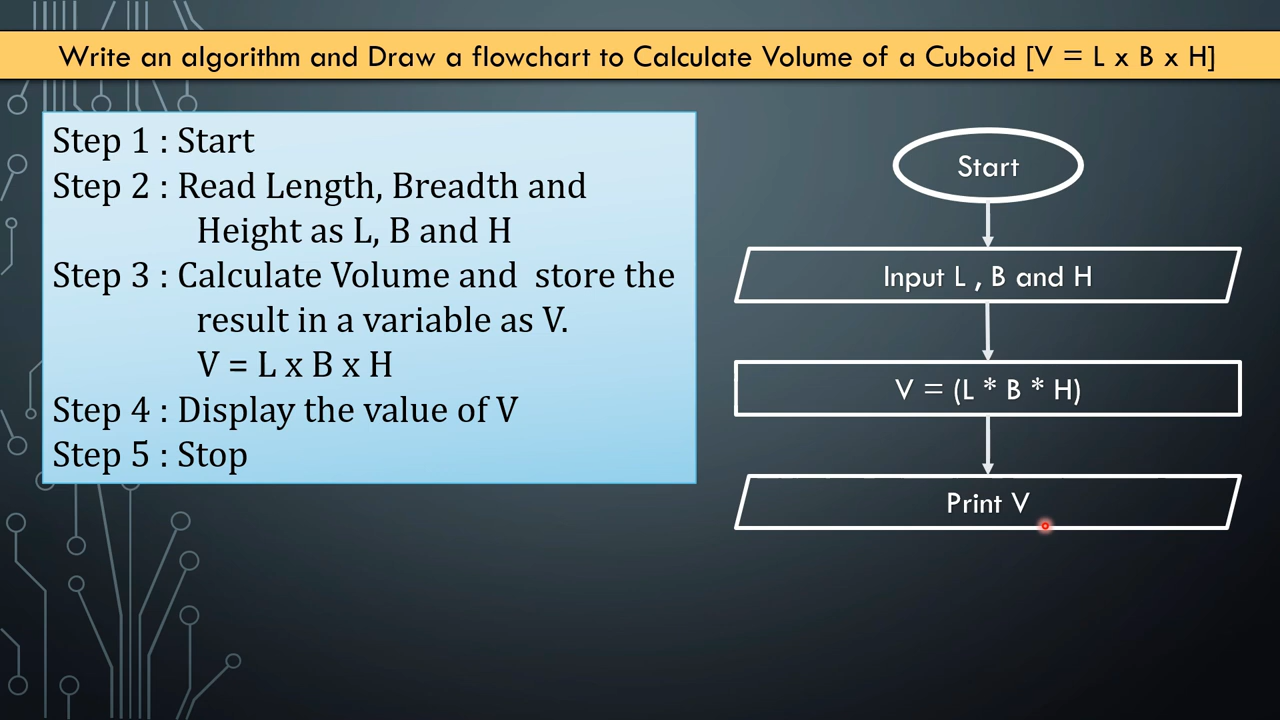 Write an algorithm and Draw a flowchart to Calculate Volume of a Cuboid [V = L x B x H]
Step 1 : Start
Step 2 : Read Length, Breadth and
Height as L, B and H
Step 3 : Calculate Volume and  store the
result in a variable as V.
V = L x B x H
Step 4 : Display the value of V
Step 5 : Stop
Start
Input L , B and H
V = (L * B * H)
Print V